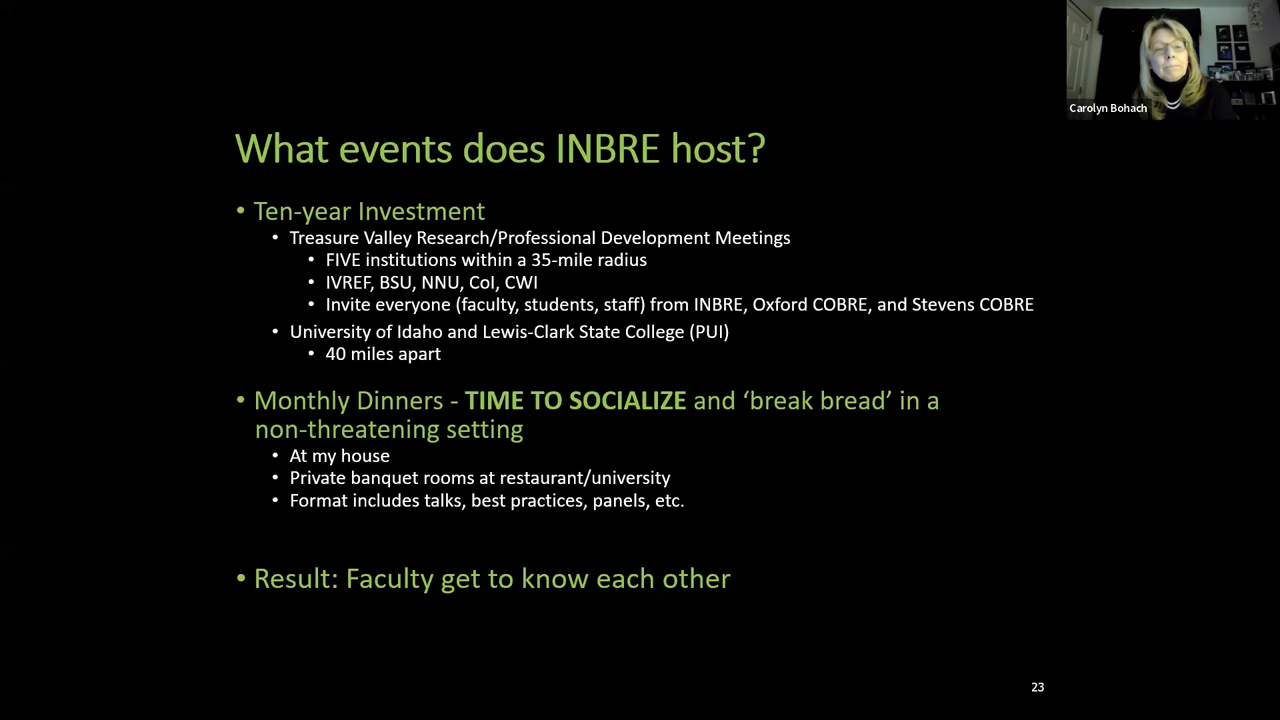 Carolyn Bohach
What events does INBRE host?
• Ten-year Investment
• Treasure Valley Research/Professional Development Meetings
• FIVE institutions within a 35-mile radius
• IVREF, BSU, NNU, CoI, CWI
• Invite everyone (faculty, students, staff) from INBRE, Oxford COBRE, and Stevens COBRE
• University of Idaho and Lewis-Clark State College (PUI)
• 40 miles apart
• Monthly Dinners - TIME TO SOCIALIZE and ‘break bread’ in a
non-threatening setting
• At my house
• Private banquet rooms at restaurant/university
• Format includes talks, best practices, panels, etc.
• Result: Faculty get to know each other
23